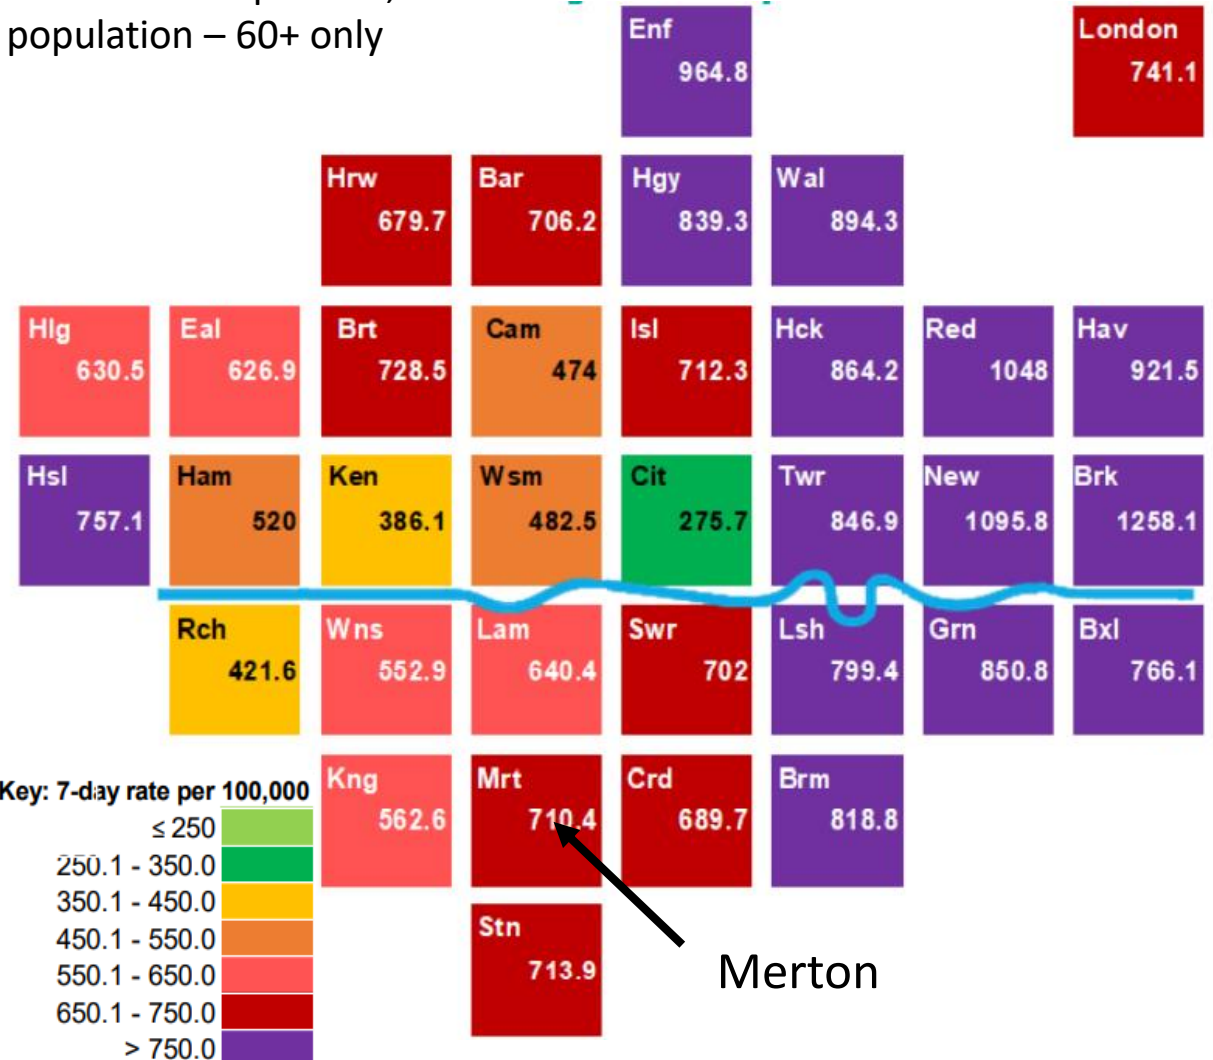 population – 60+ only
Enf
964.8
London
741.1
Hrw
679.7
Bar
706.2
Hgy
839.3
Wal
894.3
Hlg
630.5
Eal
626.9
Brt
728.5
Cam
474
Isl
712.3
Hck
864.2
Red
1048
Hav
921.5
Hsl
757.1
Ham
520
Ken
386.1
Wsm
482.5
Cit
275.7
Twr
846.9
New
1095.8
Brk
1258.1
Rch
421.6
Wns
552.9
Lam
640.4
Swr
702
Lsh
799.4
Grn
850.8
Bxl
766.1
Kng
562.6
Mrt
710.4
Crd
689.7
Brm
818.8
Stn
713.9
Merton
Key: 7-day rate per 100,000
≤ 250
250.1 - 350.0
350.1 - 450.0
450.1 - 550.0
550.1 - 650.0
650.1 - 750.0
> 750.0